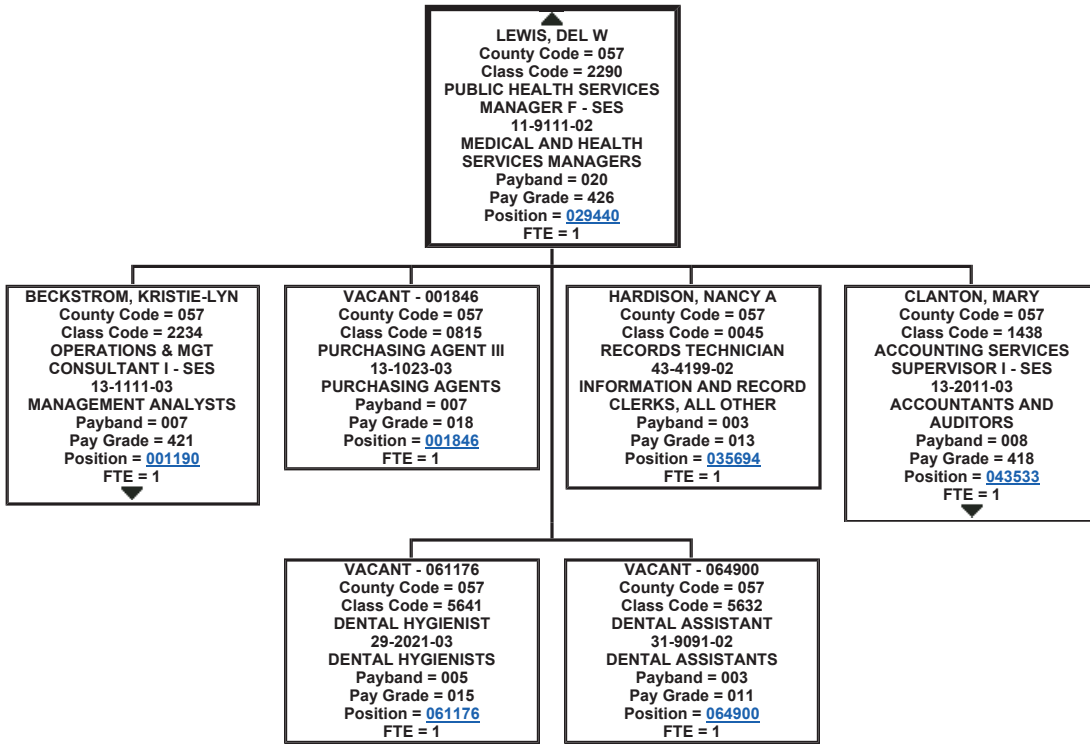 LEWIS, DEL W
County Code = 057
Class Code = 2290
PUBLIC HEALTH SERVICES
MANAGER F - SES
11-9111-02
MEDICAL AND HEALTH
SERVICES MANAGERS
Payband = 020
Pay Grade = 426
Position = 029440
FTE = 1
BECKSTROM, KRISTIE-LYN
County Code = 057
Class Code = 2234
OPERATIONS & MGT
CONSULTANT I - SES
13-1111-03
MANAGEMENT ANALYSTS
Payband = 007
Pay Grade = 421
Position = 001190
FTE = 1
VACANT - 001846
County Code = 057
Class Code = 0815
PURCHASING AGENT III
13-1023-03
PURCHASING AGENTS
Payband = 007
Pay Grade = 018
Position = 001846
FTE = 1
HARDISON, NANCY A
County Code = 057
Class Code = 0045
RECORDS TECHNICIAN
43-4199-02
INFORMATION AND RECORD
CLERKS, ALL OTHER
Payband = 003
Pay Grade = 013
Position = 035694
FTE = 1
CLANTON, MARY
County Code = 057
Class Code = 1438
ACCOUNTING SERVICES
SUPERVISOR I - SES
13-2011-03
ACCOUNTANTS AND
AUDITORS
Payband = 008
Pay Grade = 418
Position = 043533
FTE = 1
VACANT - 061176
County Code = 057
Class Code = 5641
DENTAL HYGIENIST
29-2021-03
DENTAL HYGIENISTS
Payband = 005
Pay Grade = 015
Position = 061176
FTE = 1
VACANT - 064900
County Code = 057
Class Code = 5632
DENTAL ASSISTANT
31-9091-02
DENTAL ASSISTANTS
Payband = 003
Pay Grade = 011
Position = 064900
FTE = 1